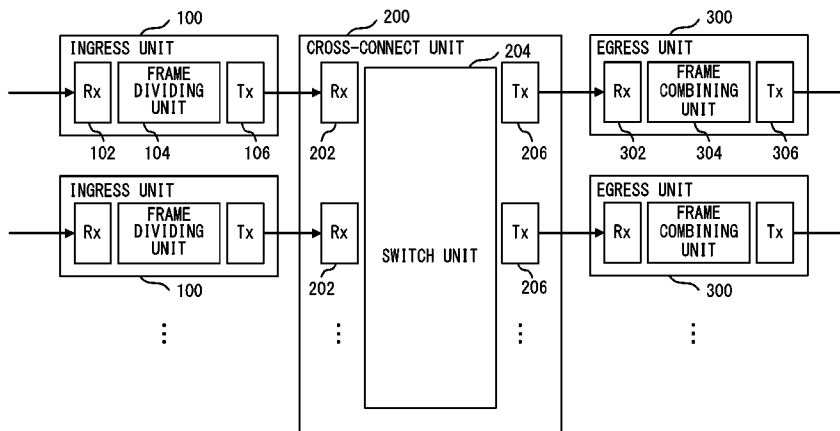 100
200
300
INGRESS UNIT
CROSS-CONNECT UNIT
EGRESS UNIT
204
Rx
FRAME
DIVIDING
UNIT
Tx
Rx
Tx
Rx
FRAME
COMBINING
UNIT
Tx
102
104
106
202
206
302
304
306
INGRESS UNIT
EGRESS UNIT
Rx
FRAME
DIVIDING
UNIT
Tx
Rx
SWITCH UNIT
Tx
Rx
FRAME
COMBINING
UNIT
Tx
100
202
206
300